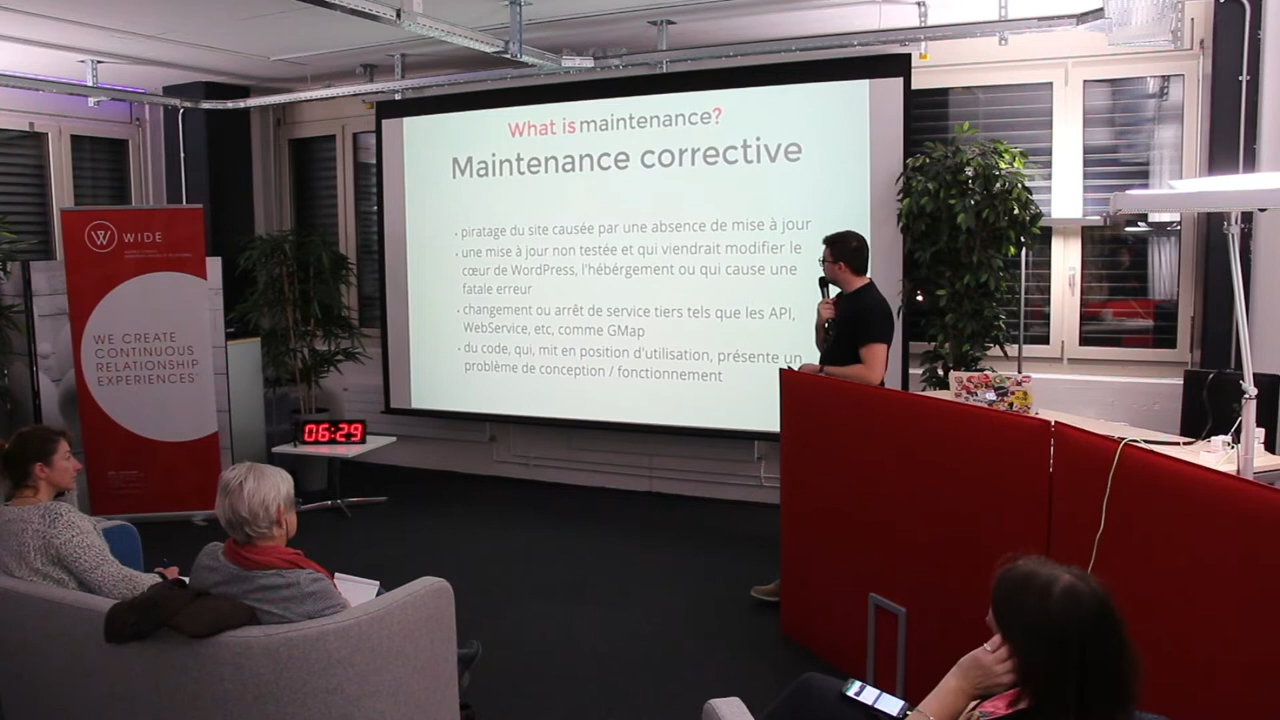 What is maintenance?
Maintenance corrective
• piratage du site causée par une absence de mise à jour
• une mise à jour non testée et qui viendrait modifier le
cœur de WordPress, l'hébérgement ou qui cause une
fatale erreur
• changement ou arrêt de service tiers tels que les API,
WebService, etc, comme GMap
• du code, qui, mit en position d'utilisation, présente un
problème de conception / fonctionnement
W WIDE
WE CREATE
CONTINUOUS
RELATIONSHIP
EXPERIENCES
06:29